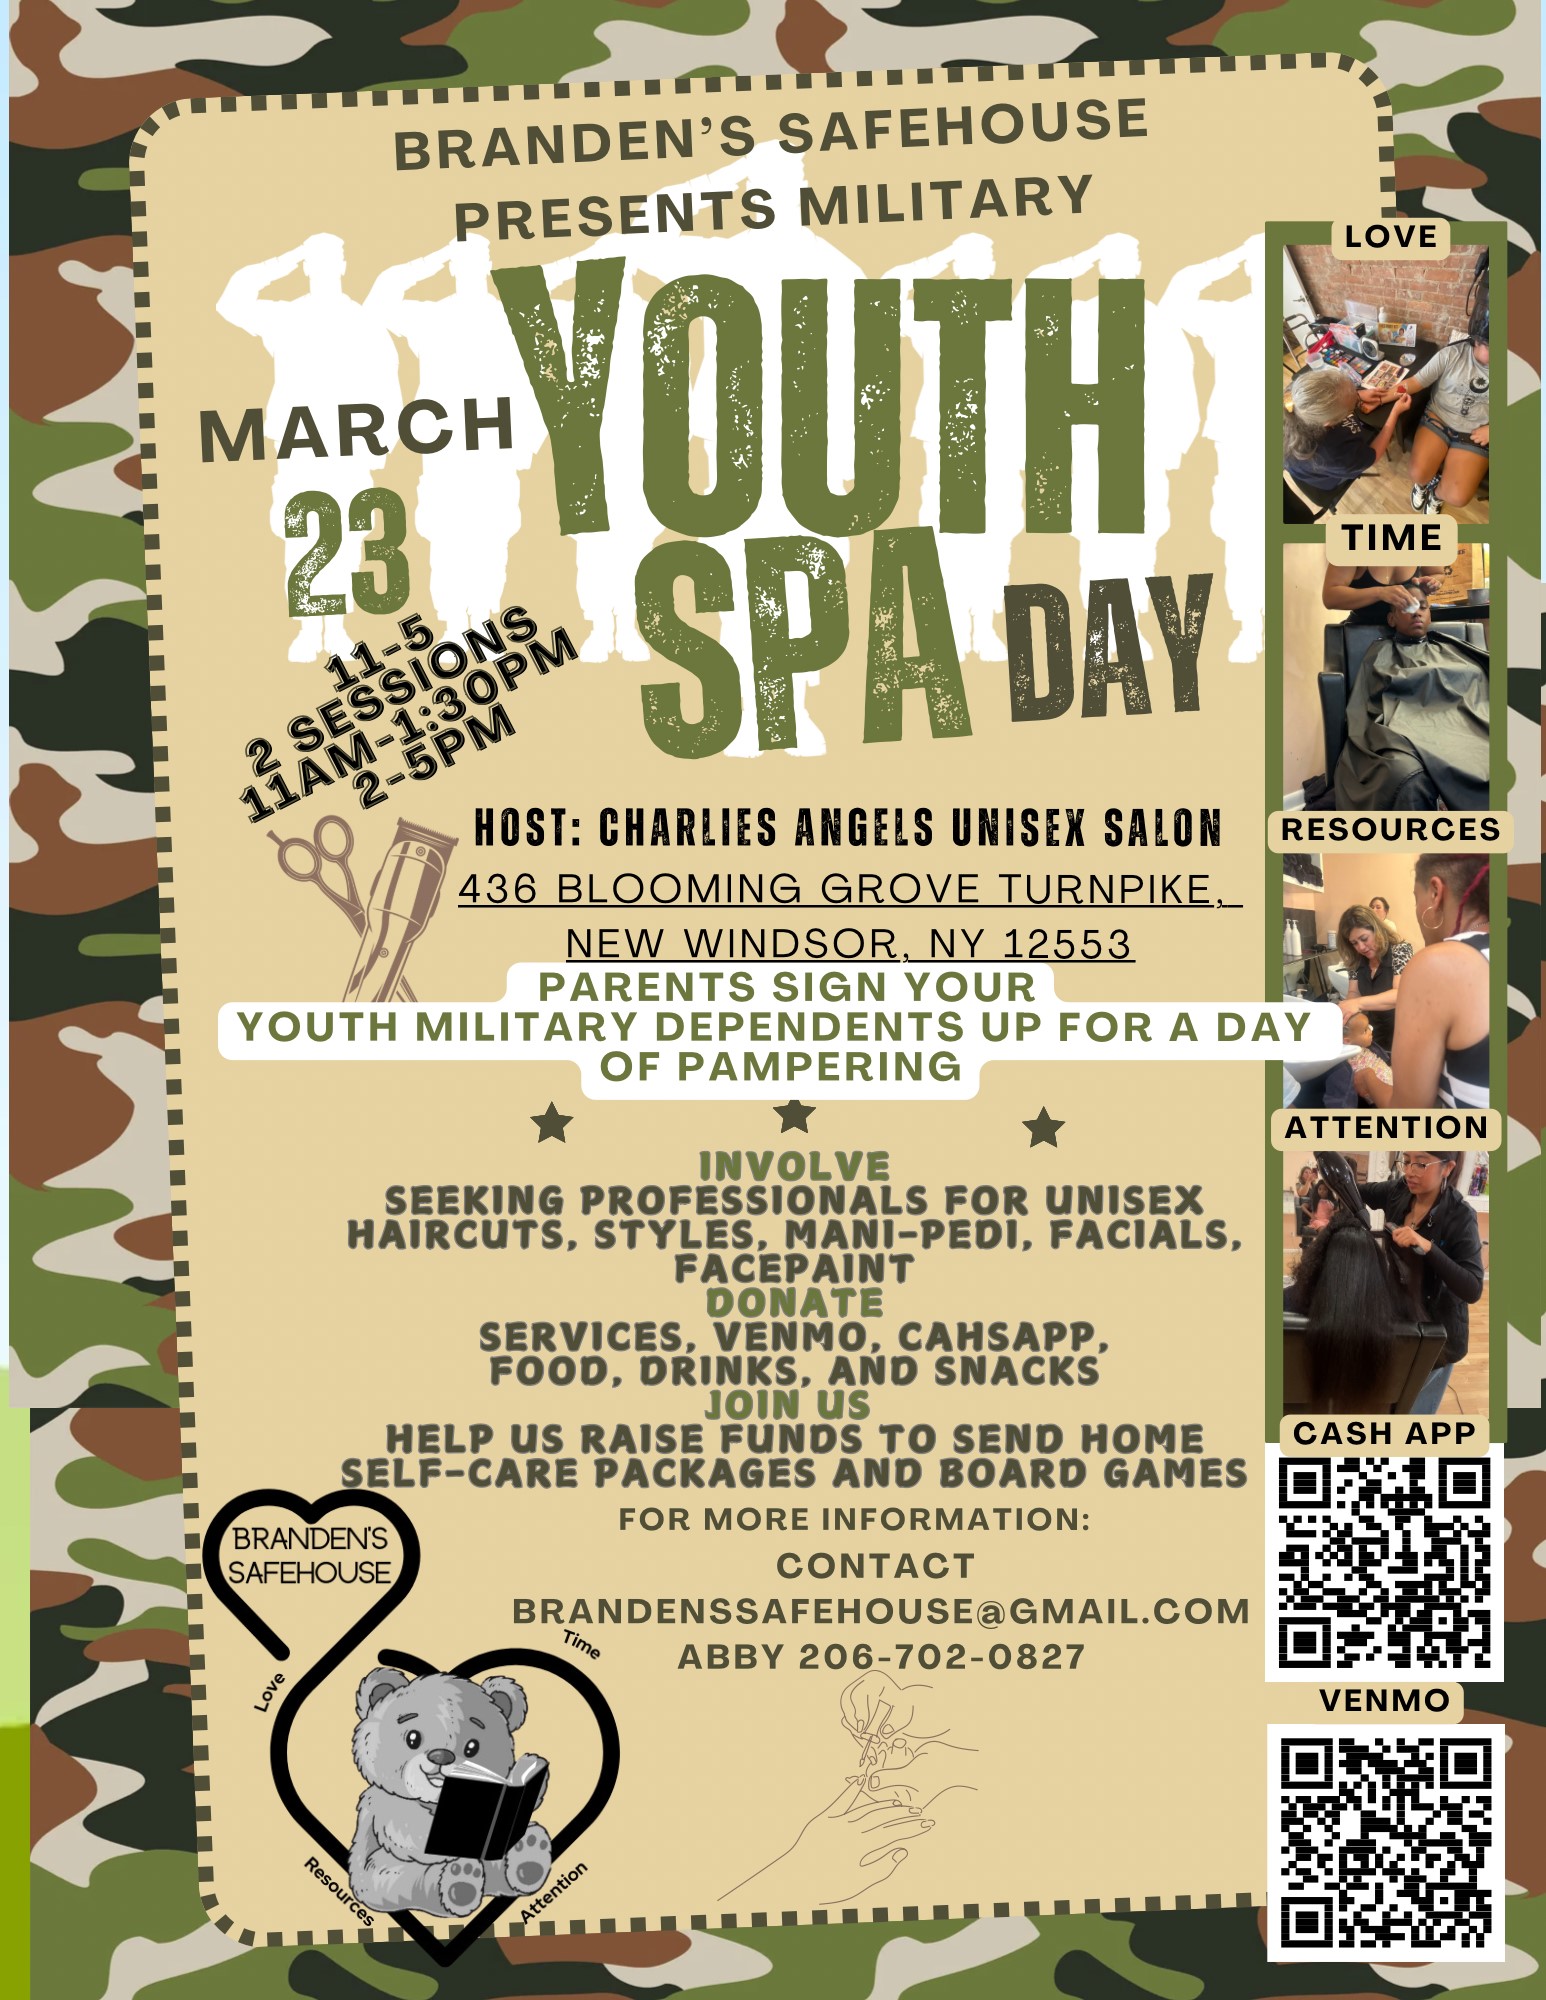 BRANDEN'S SAFEHOUSE
PRESENTS MILITARY
YOUTH
SPA DAY
MARCH
23
11-5
2 SESSIONS
11AM-1:30PM
2-5PM
HOST: CHARLIES ANGELS UNISEX SALON
436 BLOOMING GROVE TURNPIKE,
NEW WINDSOR, NY 12553
PARENTS SIGN YOUR
YOUTH MILITARY DEPENDENTS UP FOR A DAY
OF PAMPERING
INVOLVE
SEEKING PROFESSIONALS FOR UNISEX
HAIRCUTS, STYLES, MANI-PEDI, FACIALS,
FACEPAINT
DONATE
SERVICES, VENMO, CAHSAPP,
FOOD, DRINKS, AND SNACKS
JOIN US
HELP US RAISE FUNDS TO SEND HOME
SELF-CARE PACKAGES AND BOARD GAMES
FOR MORE INFORMATION:
CONTACT
BRANDENSSAFEHOUSE@GMAIL.COM
ABBY 206-702-0827
BRANDEN'S
SAFEHOUSE
Love
Time
Resources
Attention
LOVE
TIME
RESOURCES
ATTENTION
CASH APP
VENMO